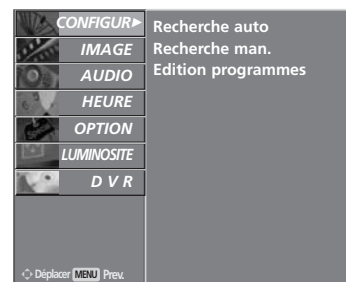 CONFIGUR►
IMAGE
AUDIO
HEURE
OPTION
LUMINOSITE
D V R
Recherche auto
Recherche man.
Edition programmes
Déplacer MENU Prev.